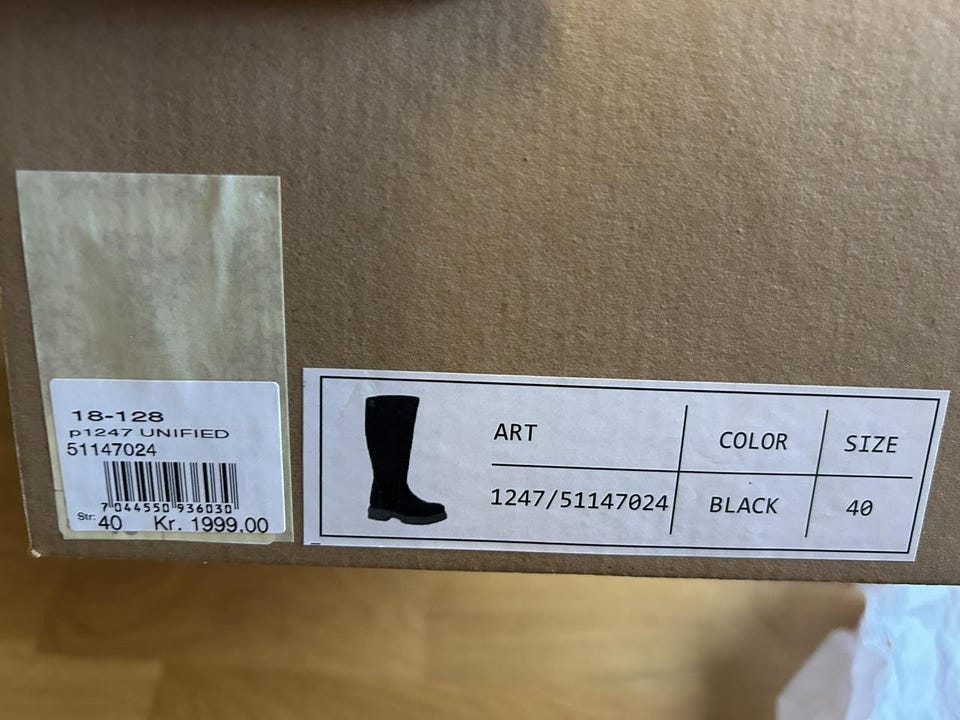 18-128
p1247 UNIFIED
51147024
7 044550 936030
Str: 40 Kr. 1999,00
ART COLOR SIZE
1247/51147024 BLACK 40